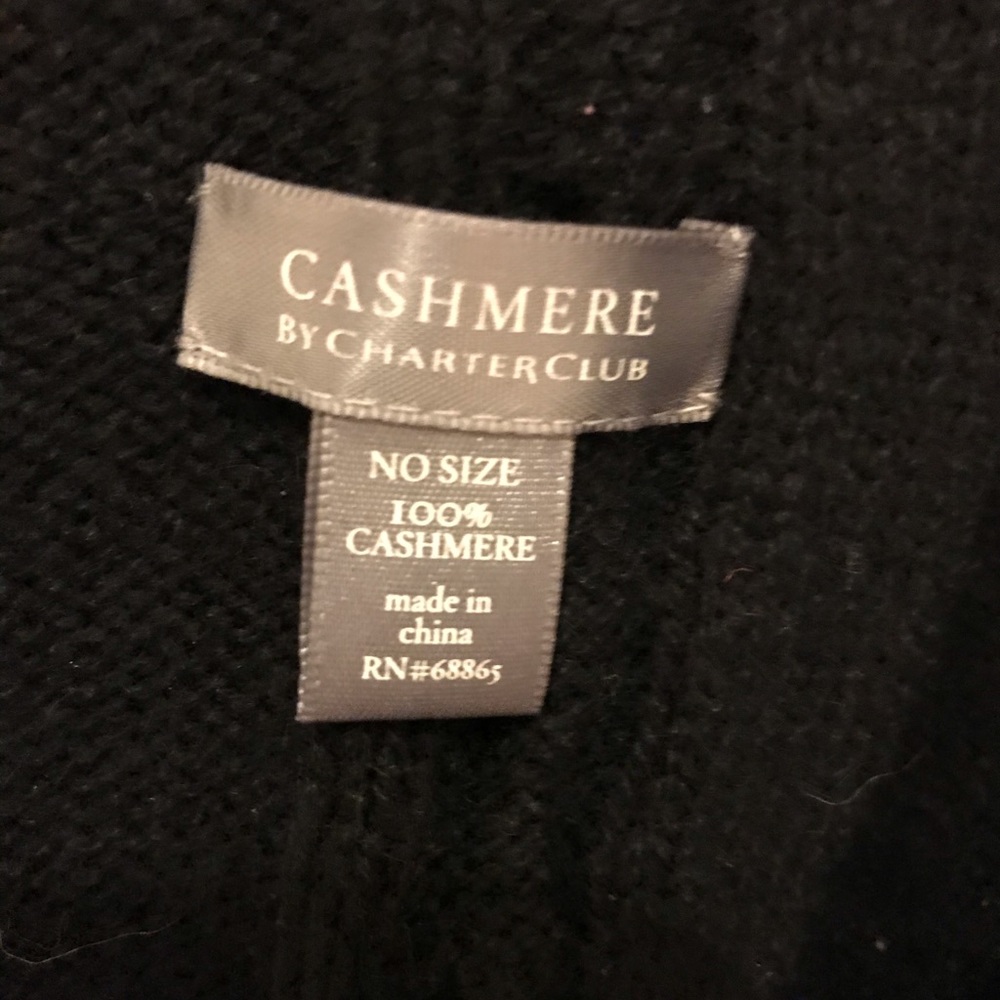 CASHMERE
BY CHARTER CLUB
NO SIZE
100%
CASHMERE
made in
china
RN#68865